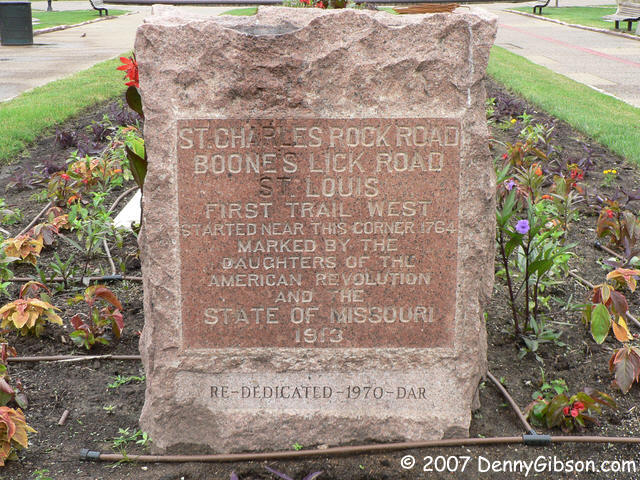 ST. CHARLES ROCK ROAD
BOONE'S LICK ROAD
ST. LOUIS
FIRST TRAIL WEST
STARTED NEAR THIS CORNER 1764
MARKED BY THE
DAUGHTERS OF THE
AMERICAN REVOLUTION
AND THE
STATE OF MISSOURI
1913
RE-DEDICATED-1970-DAR
© 2007 DennyGibson.com